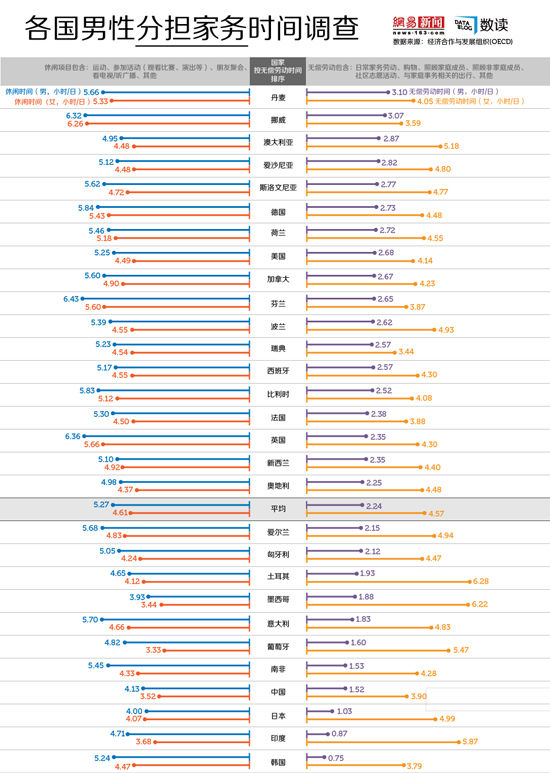 各国男性分担家务时间调查
網易 新闻
news·163·com
DATA BLOG 数读
数据来源：经济合作与发展组织(OECD)
休闲项目包含：运动、参加活动（观看比赛、演出等）、朋友聚会、
看电视/听广播、其他
国家
按无偿劳动时间
排序
无偿劳动包含：日常家务劳动、购物、照顾家庭成员、照顾非家庭成员、
社区志愿活动、与家庭事务相关的出行、其他
休闲时间（男，小时/日）5.66 丹麦 3.10 无偿劳动时间（男，小时/日）
休闲时间（女，小时/日）5.33 4.05 无偿劳动时间（女，小时/日）
6.32 挪威 3.07
6.26 3.59
4.95 澳大利亚 2.87
4.48 5.18
5.12 爱沙尼亚 2.82
4.48 4.80
5.62 斯洛文尼亚 2.77
4.72 4.77
5.84 德国 2.73
5.43 4.48
5.46 荷兰 2.72
5.18 4.55
5.25 美国 2.68
4.49 4.14
5.60 加拿大 2.67
4.90 4.23
6.43 芬兰 2.65
5.60 3.87
5.39 波兰 2.62
4.55 4.93
5.23 瑞典 2.57
4.54 3.44
5.17 西班牙 2.57
4.55 4.30
5.83 比利时 2.52
5.12 4.08
5.30 法国 2.38
4.50 3.88
6.36 英国 2.35
5.66 4.30
5.10 新西兰 2.35
4.92 4.40
4.98 奥地利 2.25
4.37 4.48
5.27 平均 2.24
4.61 4.57
5.68 爱尔兰 2.15
4.83 4.94
5.05 匈牙利 2.12
4.24 4.47
4.65 土耳其 1.93
4.12 6.28
3.93 墨西哥 1.88
3.44 6.22
5.70 意大利 1.83
4.66 4.83
4.82 葡萄牙 1.60
3.33 5.47
5.45 南非 1.53
4.33 4.28
4.13 中国 1.52
3.52 3.90
4.00 日本 1.03
4.07 4.99
4.71 印度 0.87
3.68 5.87
5.24 韩国 0.75
4.47 3.79